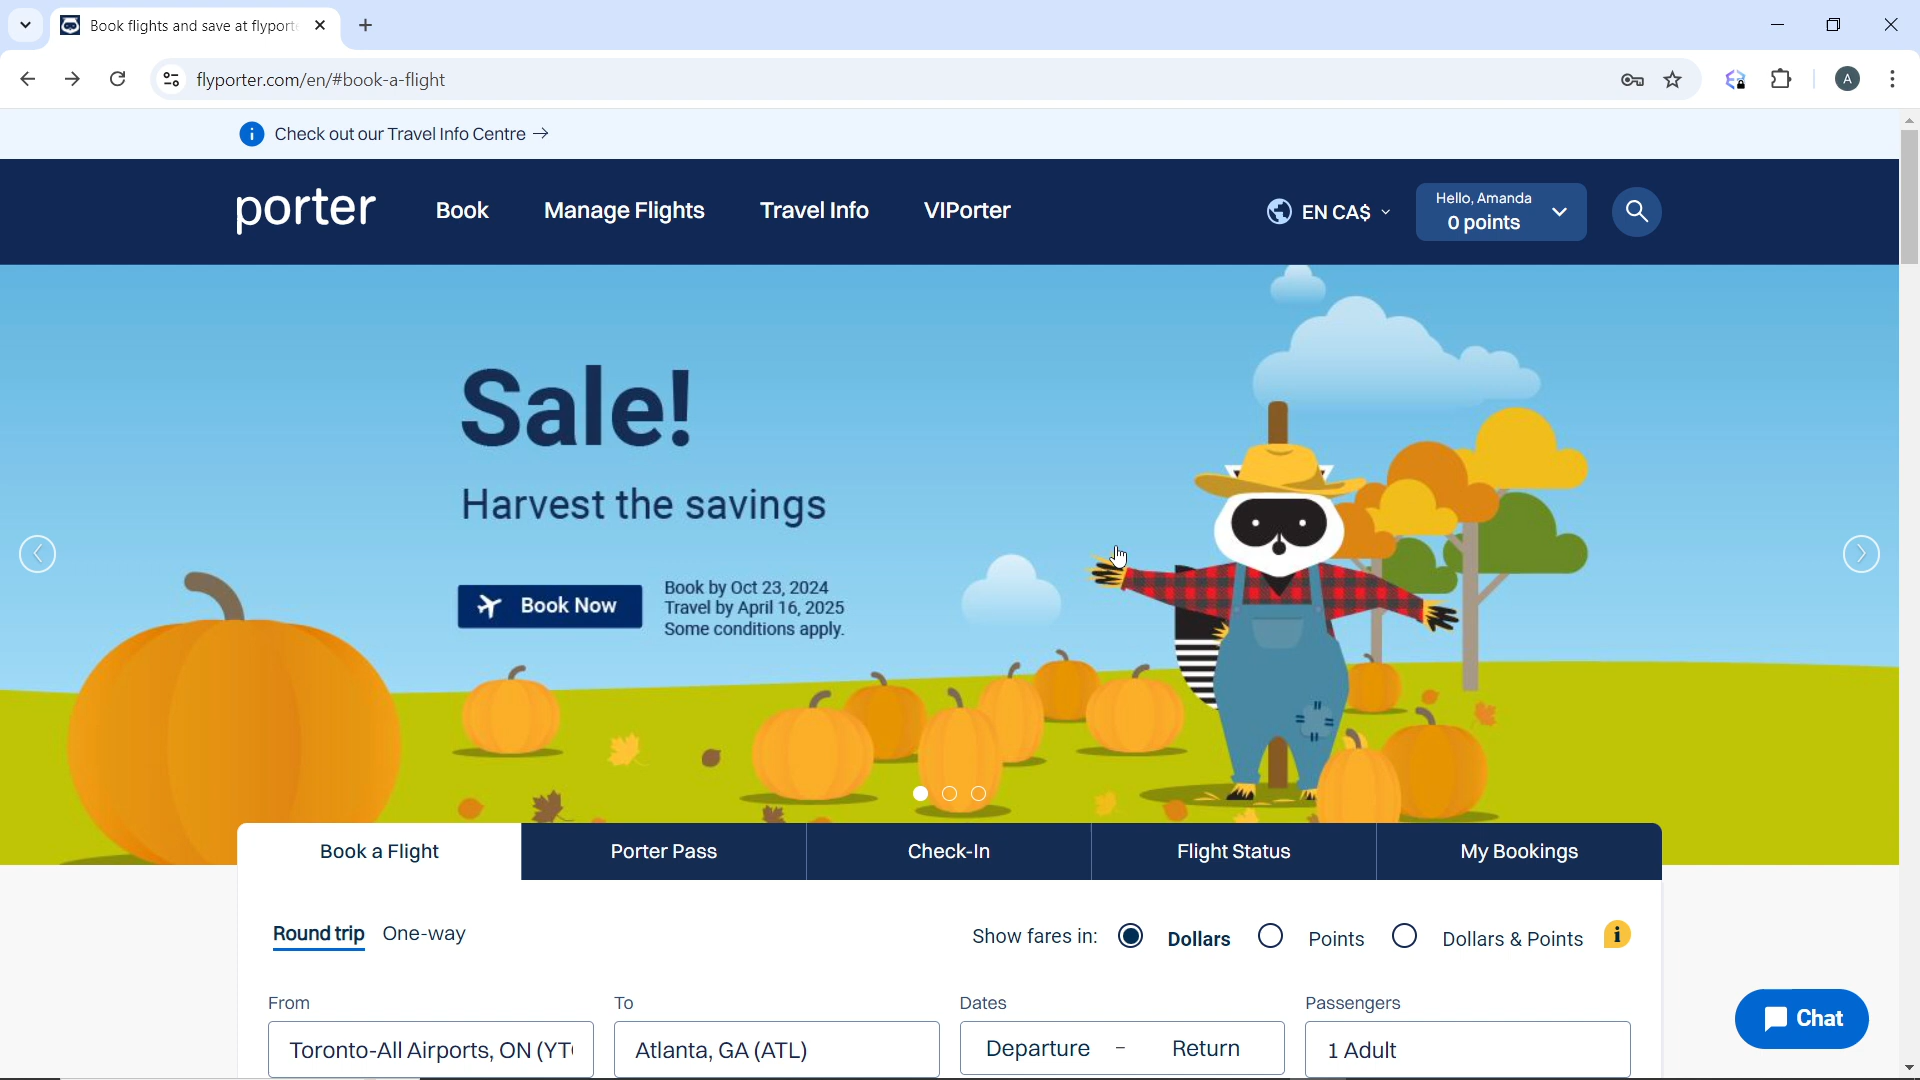 Book flights and save at flyport
flyporter.com/en/#book-a-flight
A
Check out our Travel Info Centre →
porter
Book
Manage Flights
Travel Info
VIPorter
EN CA$
Hello, Amanda
0 points
Sale!
Harvest the savings
Book Now
Book by Oct 23, 2024
Travel by April 16, 2025
Some conditions apply.
Book a Flight
Porter Pass
Check-In
Flight Status
My Bookings
Round trip
One-way
Show fares in:
Dollars
Points
Dollars & Points
From
To
Dates
Passengers
Toronto-All Airports, ON (YT
Atlanta, GA (ATL)
Departure - Return
1 Adult
Chat